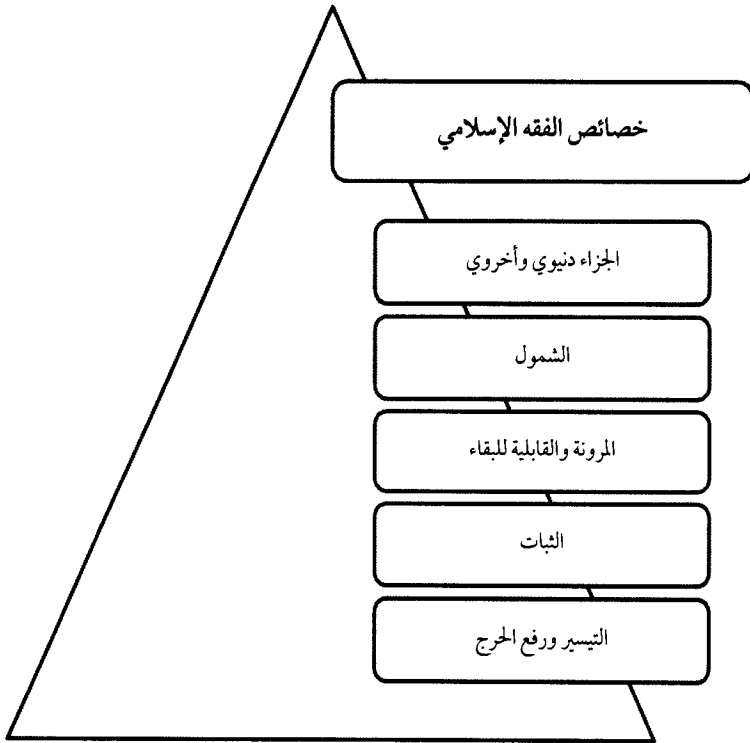 خصائص الفقه الإسلامي
الجزاء دنيوي وأخروي
الشمول
المرونة والقابلية للبقاء
الثبات
التيسير ورفع الحرج